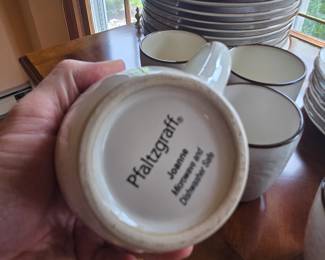 Pfaltzgraff®
Joanne
Microwave and
Dishwasher Safe